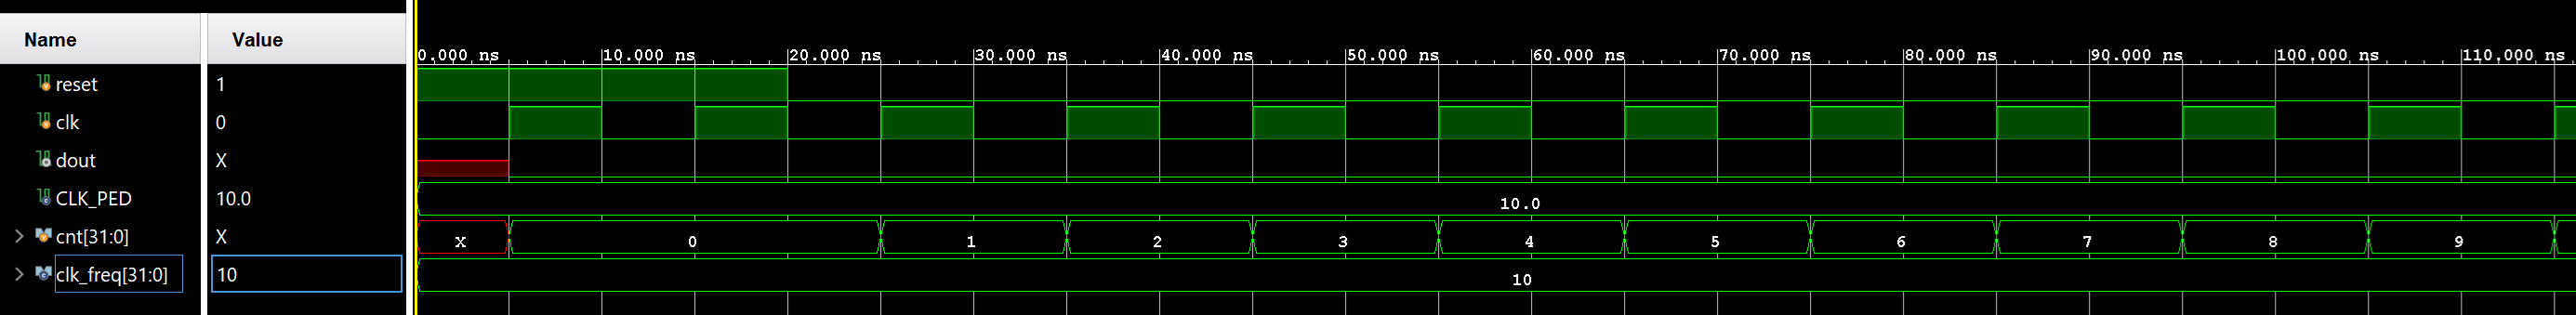 Name Value
0.000 ns 10.000 ns 20.000 ns 30.000 ns 40.000 ns 50.000 ns 60.000 ns 70.000 ns 80.000 ns 90.000 ns 100.000 ns 110.000 ns
reset 1
clk 0
dout X
CLK_PED 10.0 10.0
cnt[31:0] X X 0 1 2 3 4 5 6 7 8 9
clk_freq[31:0] 10 10